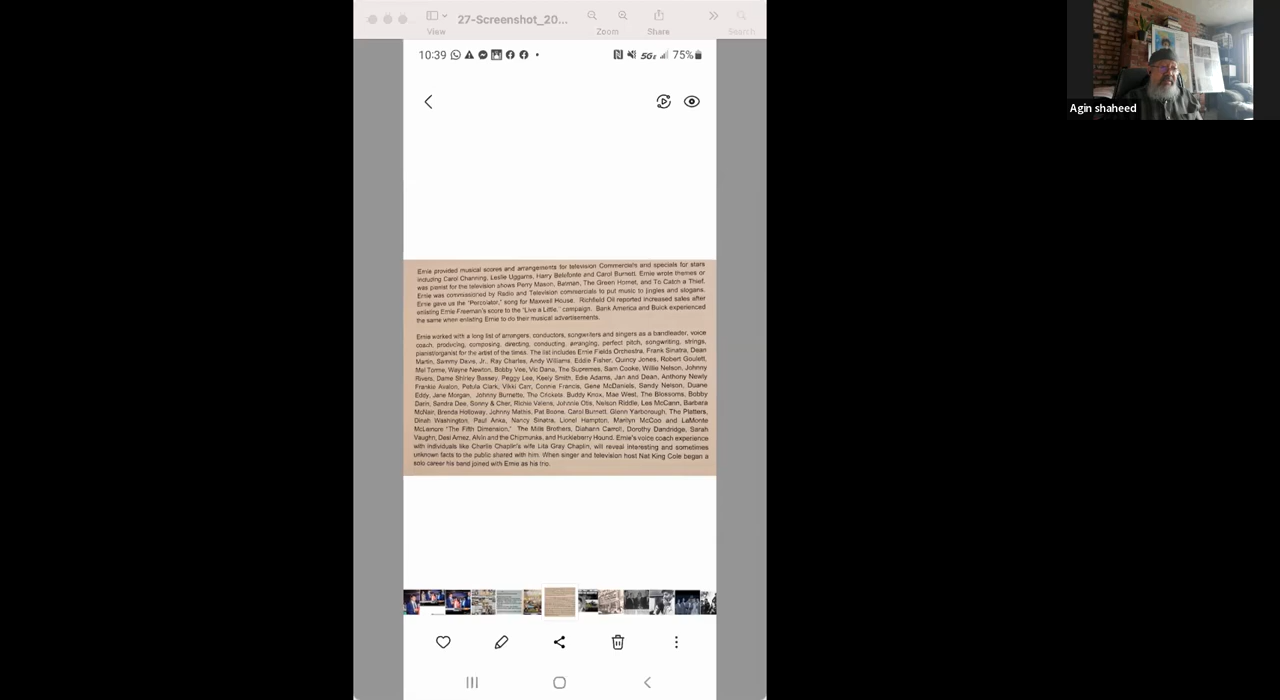 27-Screenshot_20...
View
Zoom
Share
Search
10:39
5GE
75%
Agin shaheed
Ernie provided musical scores and arrangements for television Commercials and specials for stars
including Carol Channing, Leslie Uggams, Harry Belefonte and Carol Burnett. Ernie wrote themes or
was pianist for the television shows Perry Mason, Batman, The Green Hornet, and To Catch a Thief.
Ernie was commissioned by Radio and Television commercials to put music to jingles and slogans.
Ernie gave us the "Percolator," song for Maxwell House. Richfield Oil reported increased sales after
enlisting Ernie Freeman's score to the "Live a Little," campaign. Bank America and Buick experienced
the same when enlisting Ernie to do their musical advertisements.
Ernie worked with a long list of arrangers, conductors, songwriters and singers as a bandleader, voice
coach, producing, composing, directing, conducting, arranging, perfect pitch, songwriting, strings,
pianist/organist for the artist of the times. The list includes Ernie Fields Orchestra, Frank Sinatra, Dean
Martin, Sammy Davis, Jr., Ray Charles, Andy Williams, Eddie Fisher, Quincy Jones, Robert Goulett,
Mel Torme, Wayne Newton, Bobby Vee, Vic Dana, The Supremes, Sam Cooke, Willie Nelson, Johnny
Rivers, Dame Shirley Bassey, Peggy Lee, Keely Smith, Edie Adams, Jan and Dean, Anthony Newly
Frankie Avalon, Petula Clark, Vikki Carr, Connie Francis, Gene McDaniels, Sandy Nelson, Duane
Eddy, Jane Morgan, Johnny Burnette, The Crickets, Buddy Knox, Mae West, The Blossoms, Bobby
Darin, Sandra Dee, Sonny & Cher, Richie Valens, Johnnie Otis, Nelson Riddle, Les McCann, Barbara
McNair, Brenda Holloway, Johnny Mathis, Pat Boone, Carol Burnett, Glenn Yarborough, The Platters,
Dinah Washington, Paul Anka, Nancy Sinatra, Lionel Hampton, Marilyn McCoo and LaMonte
McLemore "The Fifth Dimension," The Mills Brothers, Diahann Carroll, Dorothy Dandridge, Sarah
Vaughn, Desi Arnez, Alvin and the Chipmunks, and Huckleberry Hound. Ernie's voice coach experience
with individuals like Charlie Chaplin's wife Lita Gray Chaplin, will reveal interesting and sometimes
unknown facts to the public shared with him. When singer and television host Nat King Cole began a
solo career his band joined with Ernie as his trio.